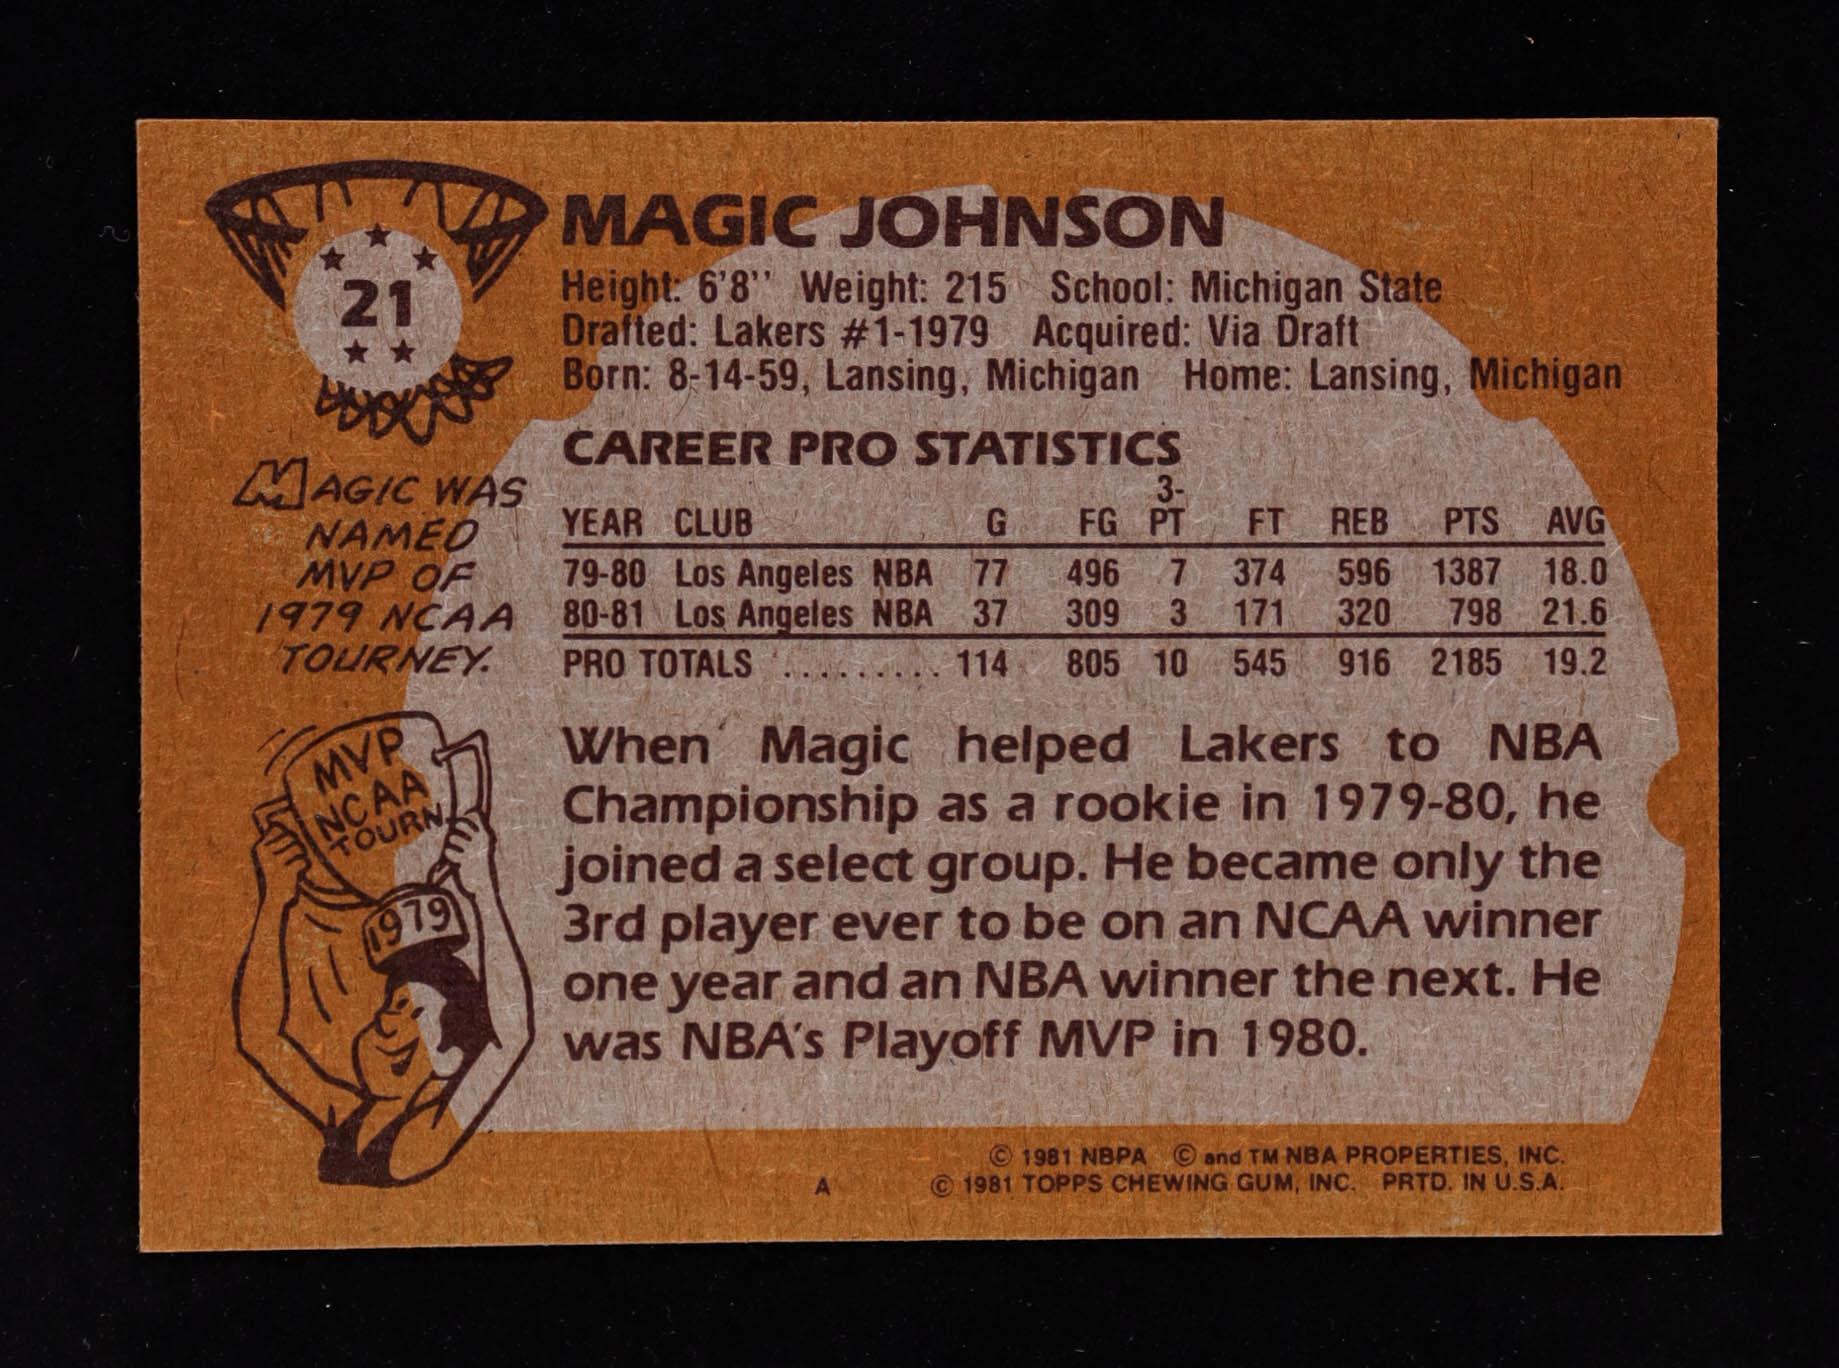 21
MAGIC JOHNSON
Height: 6'8'' Weight: 215 School: Michigan State
Drafted: Lakers #1-1979 Acquired: Via Draft
Born: 8-14-59, Lansing, Michigan Home: Lansing, Michigan
MAGIC WAS
NAMED
MVP OF
1979 NCAA
TOURNEY.
MVP
NCAA
TOURN
1979
CAREER PRO STATISTICS
3-
YEAR CLUB G FG PT FT REB PTS AVG
79-80 Los Angeles NBA 77 496 7 374 596 1387 18.0
80-81 Los Angeles NBA 37 309 3 171 320 798 21.6
PRO TOTALS ......... 114 805 10 545 916 2185 19.2
When Magic helped Lakers to NBA
Championship as a rookie in 1979-80, he
joined a select group. He became only the
3rd player ever to be on an NCAA winner
one year and an NBA winner the next. He
was NBA's Playoff MVP in 1980.
© 1981 NBPA © and TM NBA PROPERTIES, INC.
A © 1981 TOPPS CHEWING GUM, INC. PRTD. IN U.S.A.